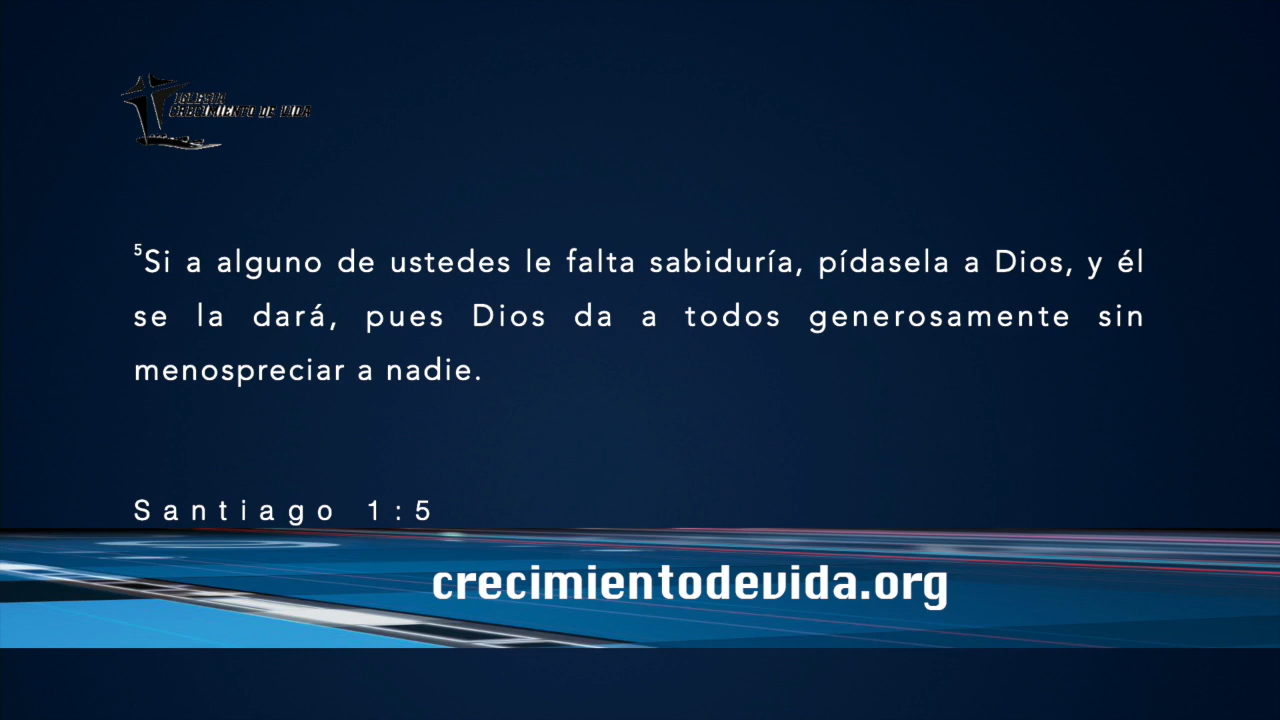 IGLESIA
CRECIMIENTO DE VIDA
⁵Si a alguno de ustedes le falta sabiduría, pídasela a Dios, y él
se la dará, pues Dios da a todos generosamente sin
menospreciar a nadie.
Santiago 1:5
crecimientodevida.org